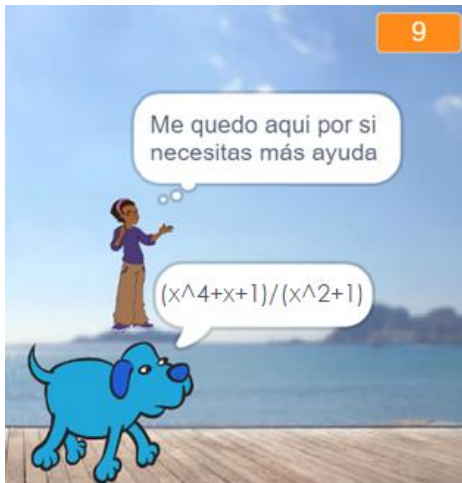 9
Me quedo aqui por si
necesitas más ayuda
(x^4+x+1)/(x^2+1)